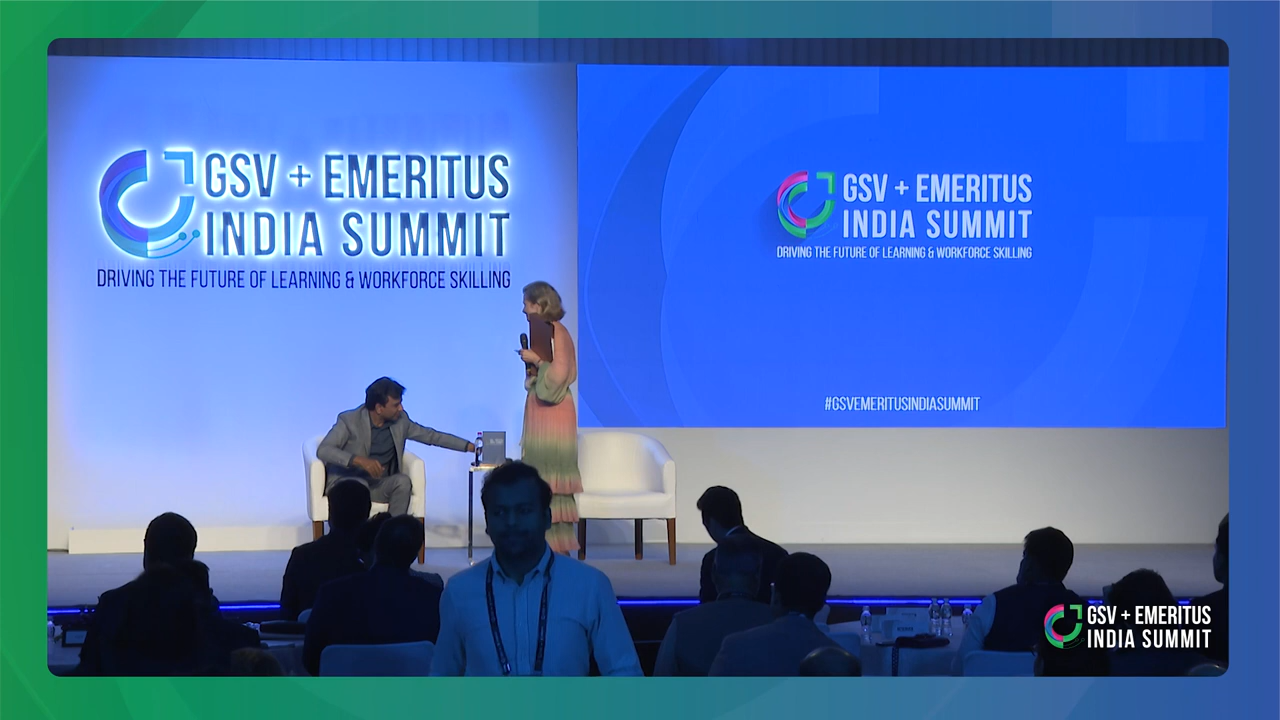 GSV + EMERITUS
INDIA SUMMIT
DRIVING THE FUTURE OF LEARNING & WORKFORCE SKILLING
GSV + EMERITUS
INDIA SUMMIT
DRIVING THE FUTURE OF LEARNING & WORKFORCE SKILLING
#GSVEMERITUSINDIASUMMIT
GSV + EMERITUS
INDIA SUMMIT